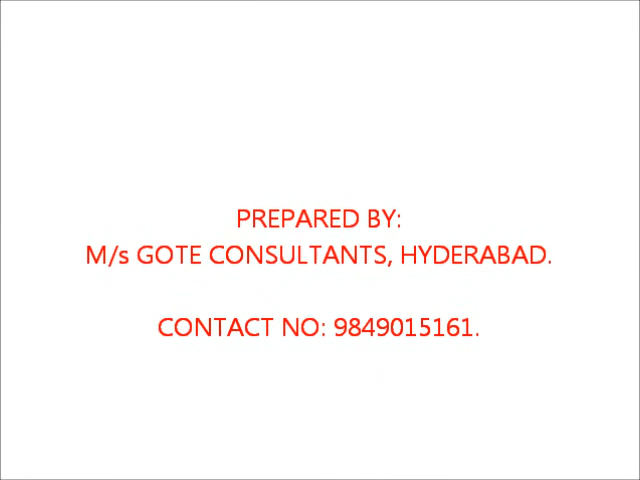 PREPARED BY:
M/s GOTE CONSULTANTS, HYDERABAD.
CONTACT NO: 9849015161.